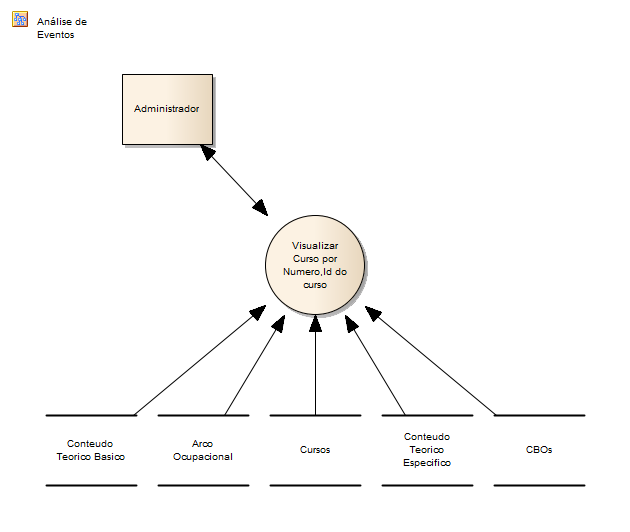 Análise de
Eventos
Administrador
Visualizar
Curso por
Numero,Id do
curso
Conteudo
Teorico Basico
Arco
Ocupacional
Cursos
Conteudo
Teorico
Especifico
CBOs